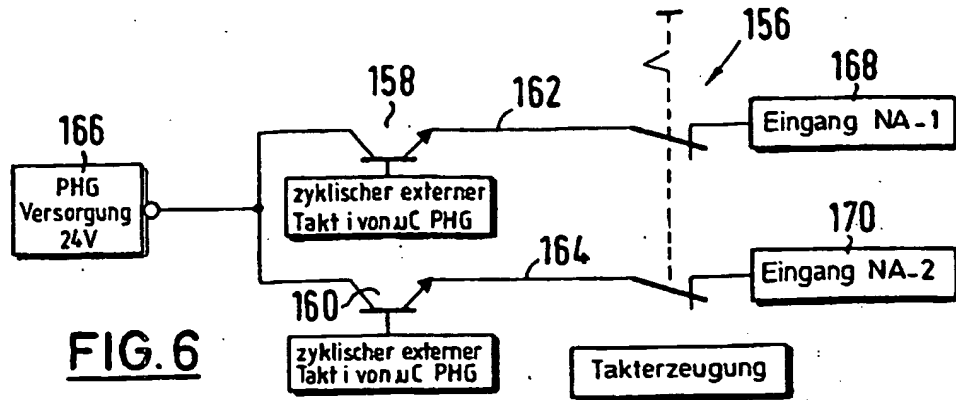 156
158
162
168
166
Eingang NA-1
PHG
Versorgung
24V
zyklischer externer
Takt i von µC PHG
164
170
160
Eingang NA-2
FIG. 6
zyklischer externer
Takt i von µC PHG
Takterzeugung